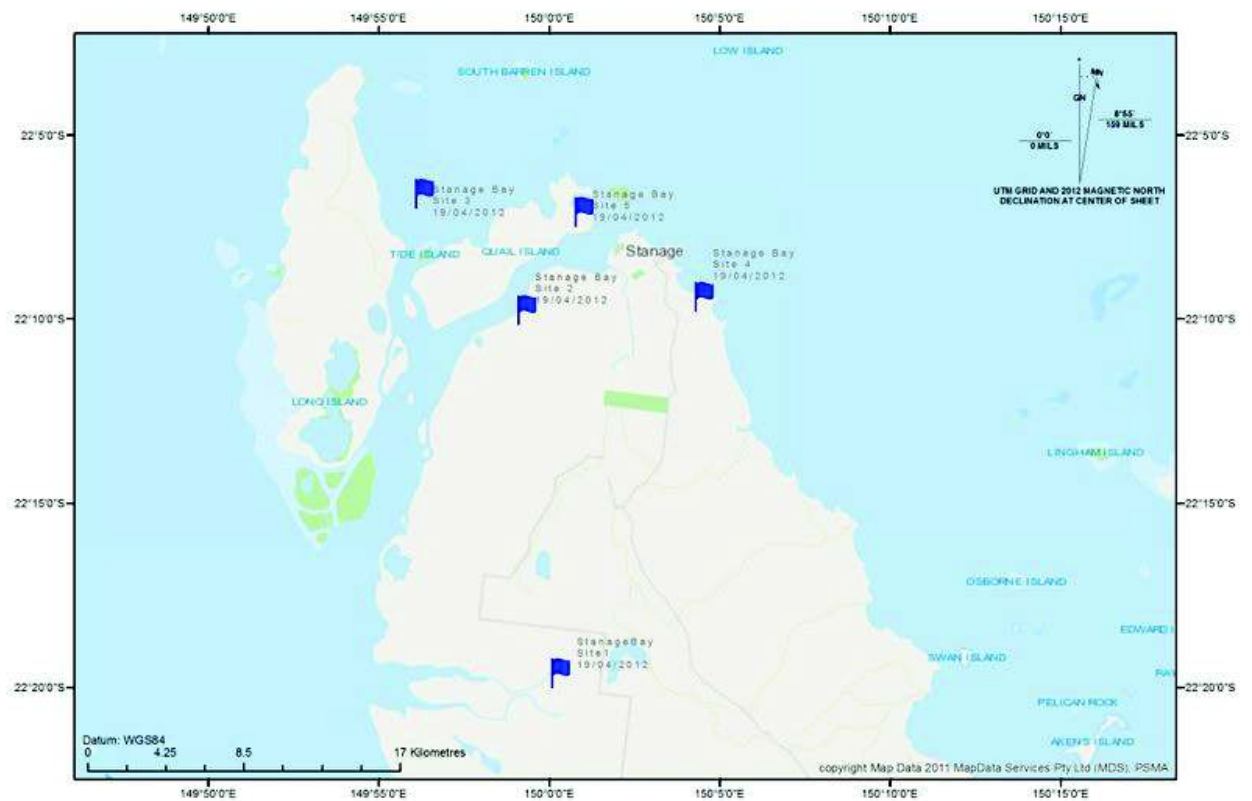 149°50'0"E
149°55'0"E
150°0'0"E
150°5'0"E
150°10'0"E
150°15'0"E
LOW ISLAND
SOUTH BARREN ISLAND
MN
GN
8°55'
159 MILS
0°0'
0 MILS
UTM GRID AND 2012 MAGNETIC NORTH
DECLINATION AT CENTER OF SHEET
22°5'0"S
22°5'0"S
Stanage Bay
Site 3
19/04/2012
Stanage Bay
Site 5
19/04/2012
TIDE ISLAND
QUAIL ISLAND
Stanage
Stanage Bay
Site 4
19/04/2012
Stanage Bay
Site 2
19/04/2012
22°10'0"S
22°10'0"S
LONG ISLAND
LINGHAM ISLAND
22°15'0"S
22°15'0"S
OSBORNE ISLAND
EDWARD I
StanageBay
Site1
19/04/2012
SWAN ISLAND
RAY
22°20'0"S
22°20'0"S
PELICAN ROCK
AKENS ISLAND
Datum: WGS84
0 4.25 8.5 17 Kilometres
copyright Map Data 2011 MapData Services Pty Ltd (MDS), PSMA
149°50'0"E
149°55'0"E
150°0'0"E
150°5'0"E
150°10'0"E
150°15'0"E